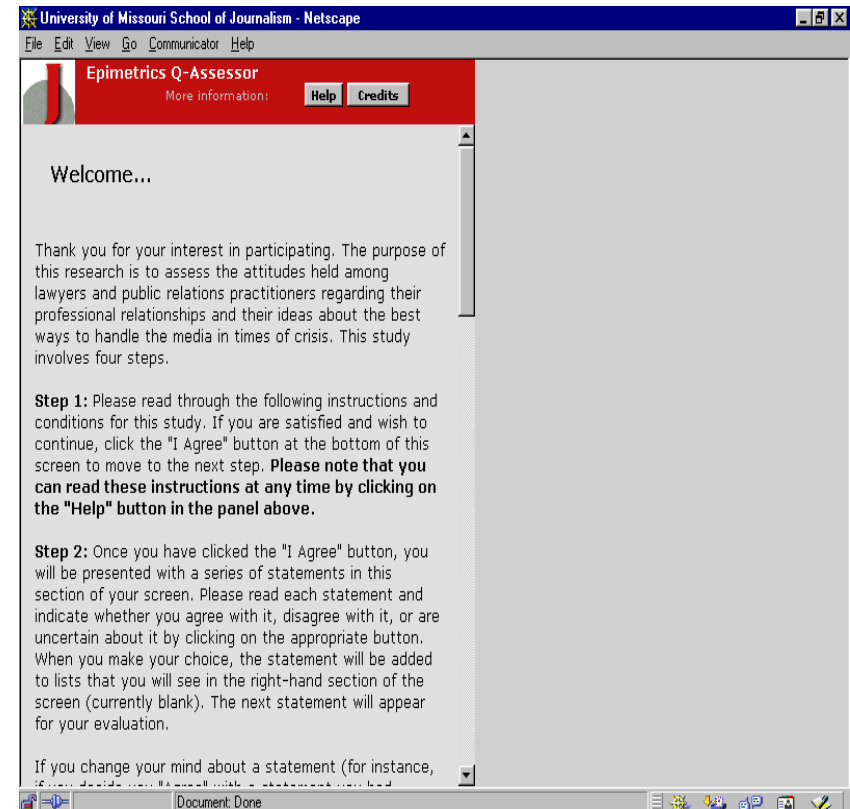 University of Missouri School of Journalism - Netscape
File Edit View Go Communicator Help
Epimetrics Q-Assessor
More information: Help Credits
Welcome...
Thank you for your interest in participating. The purpose of
this research is to assess the attitudes held among
lawyers and public relations practitioners regarding their
professional relationships and their ideas about the best
ways to handle the media in times of crisis. This study
involves four steps.
Step 1: Please read through the following instructions and
conditions for this study. If you are satisfied and wish to
continue, click the "I Agree" button at the bottom of this
screen to move to the next step. Please note that you
can read these instructions at any time by clicking on
the "Help" button in the panel above.
Step 2: Once you have clicked the "I Agree" button, you
will be presented with a series of statements in this
section of your screen. Please read each statement and
indicate whether you agree with it, disagree with it, or are
uncertain about it by clicking on the appropriate button.
When you make your choice, the statement will be added
to lists that you will see in the right-hand section of the
screen (currently blank). The next statement will appear
for your evaluation.
If you change your mind about a statement (for instance,
Document: Done